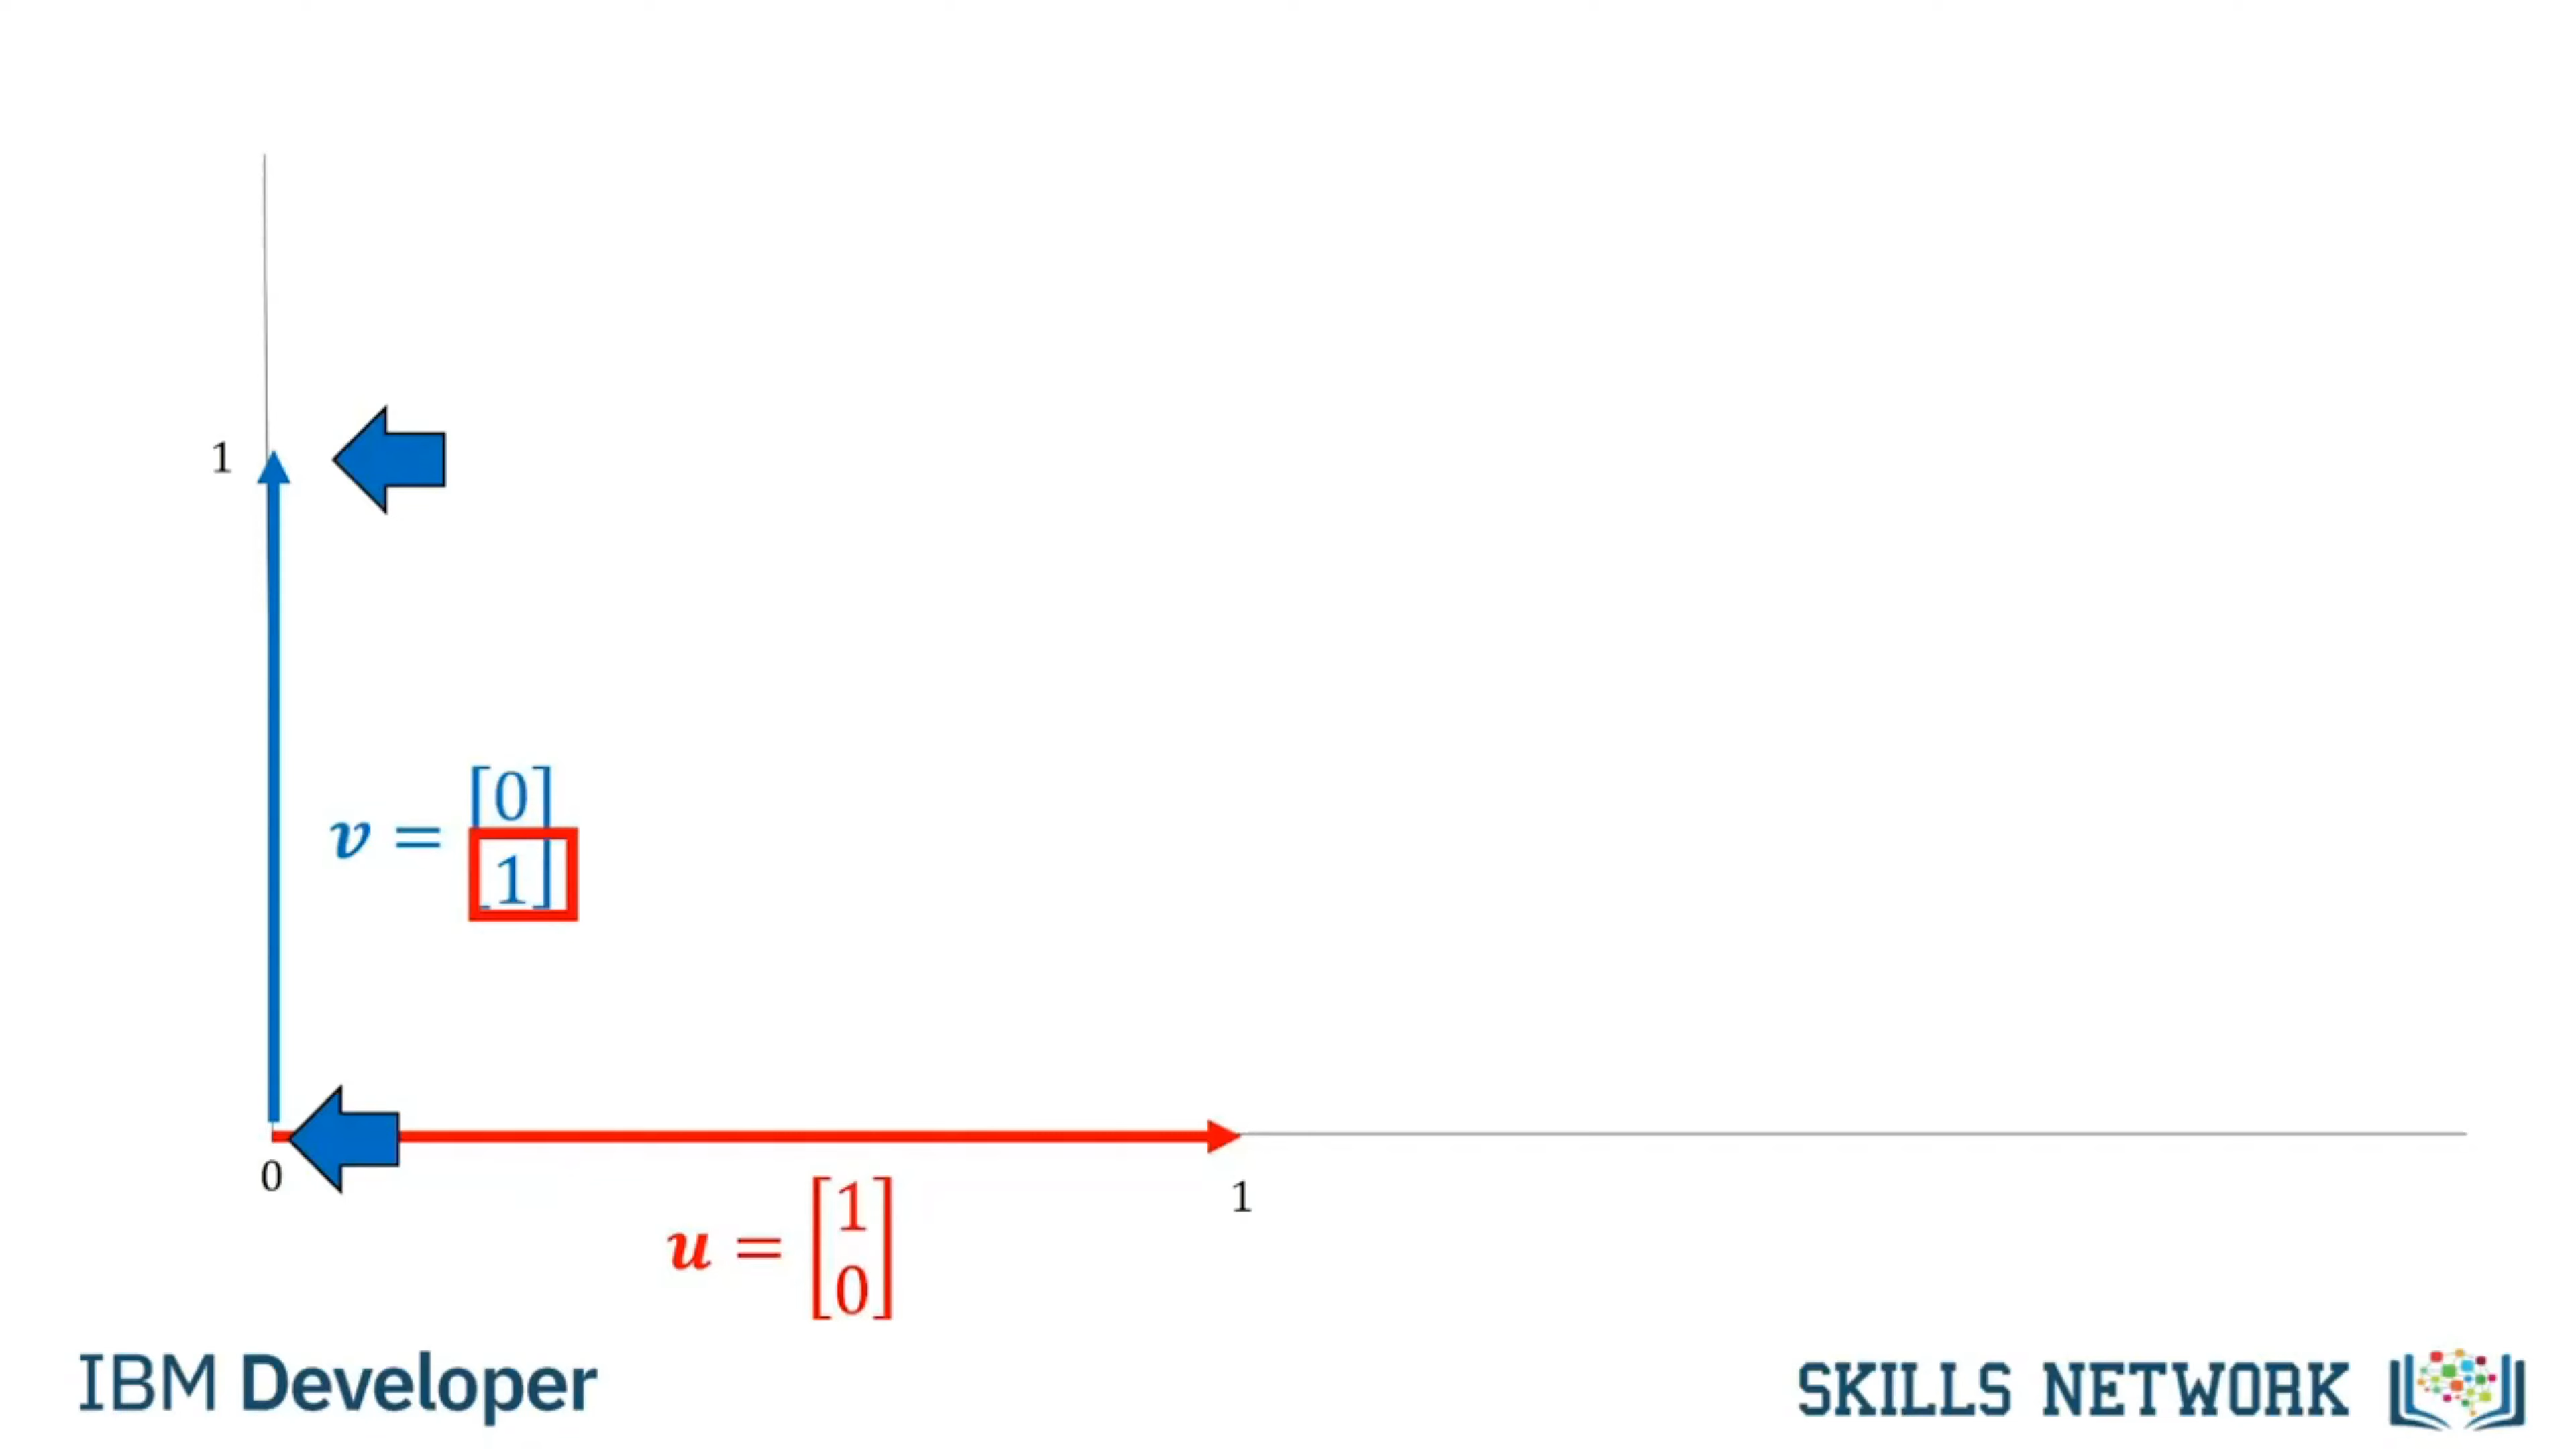 1
v = [0
1]
0
1
u = [1
0]
IBM Developer
SKILLS NETWORK